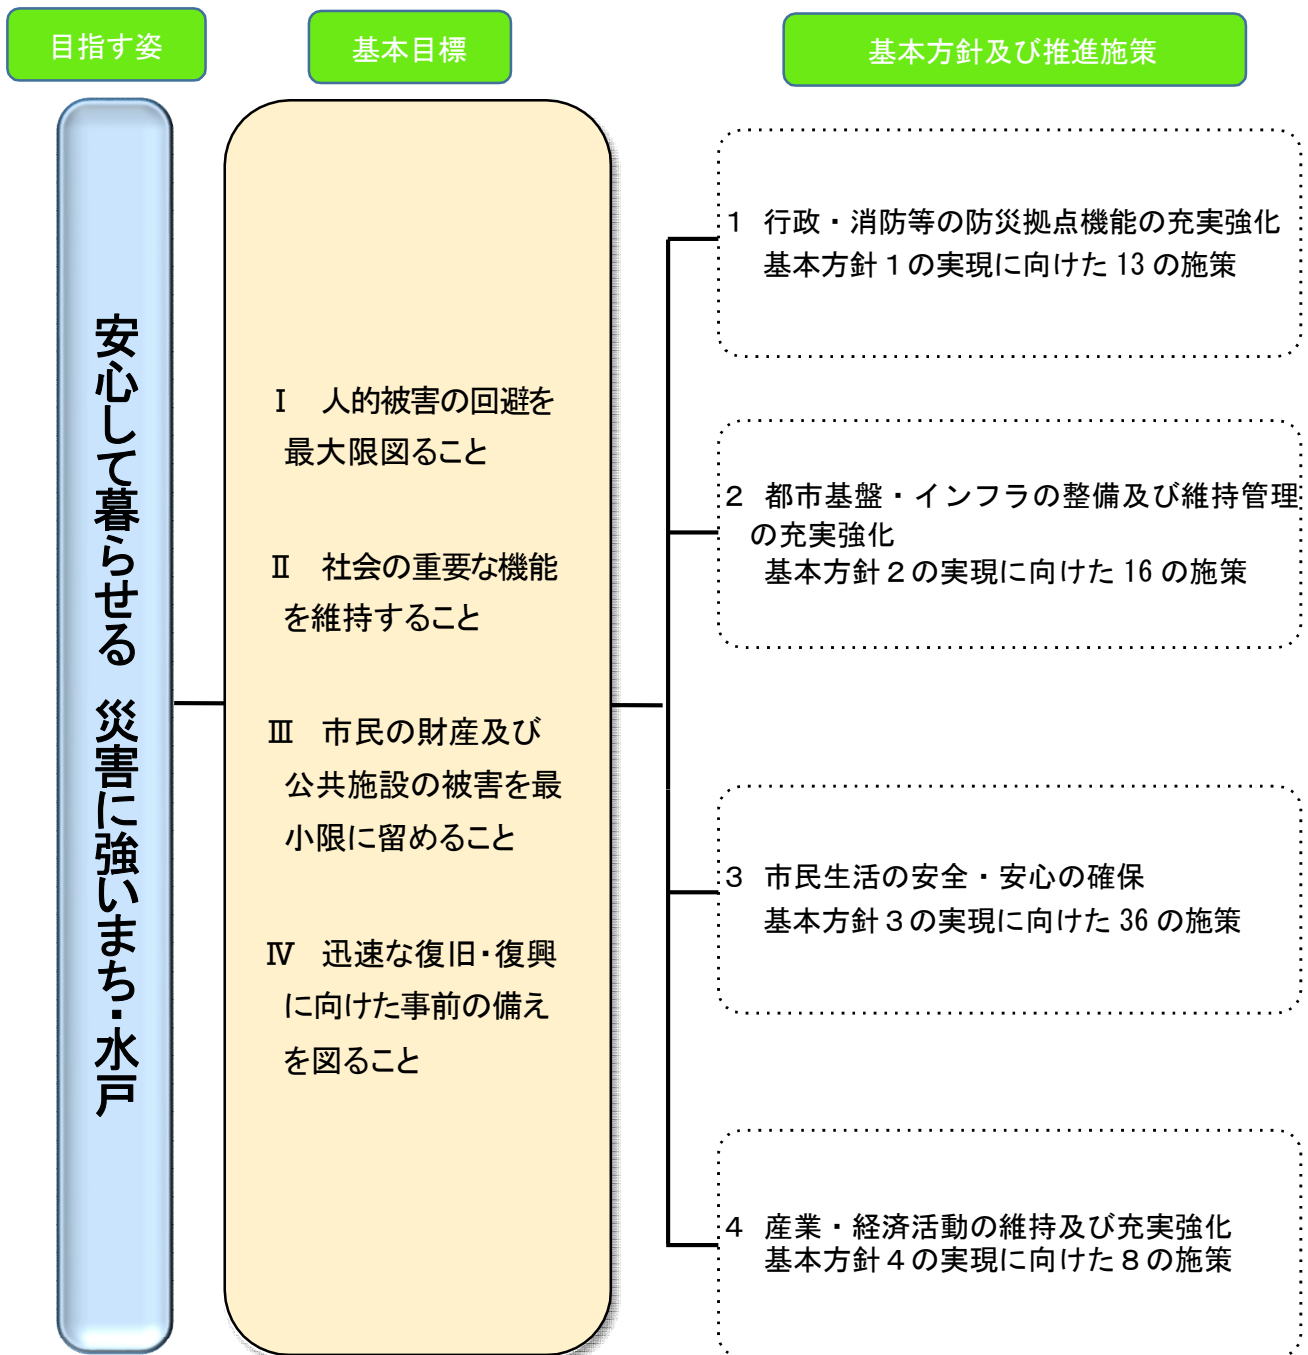 目指す姿
基本目標
基本方針及び推進施策
安心して暮らせる　災害に強いまち・水戸
Ⅰ　人的被害の回避を
最大限図ること
Ⅱ　社会の重要な機能
を維持すること
Ⅲ　市民の財産及び
公共施設の被害を最
小限に留めること
Ⅳ　迅速な復旧・復興
に向けた事前の備え
を図ること
1　行政・消防等の防災拠点機能の充実強化
基本方針１の実現に向けた 13 の施策
2　都市基盤・インフラの整備及び維持管理
の充実強化
基本方針２の実現に向けた 16 の施策
3　市民生活の安全・安心の確保
基本方針３の実現に向けた 36 の施策
4　産業・経済活動の維持及び充実強化
基本方針４の実現に向けた８の施策